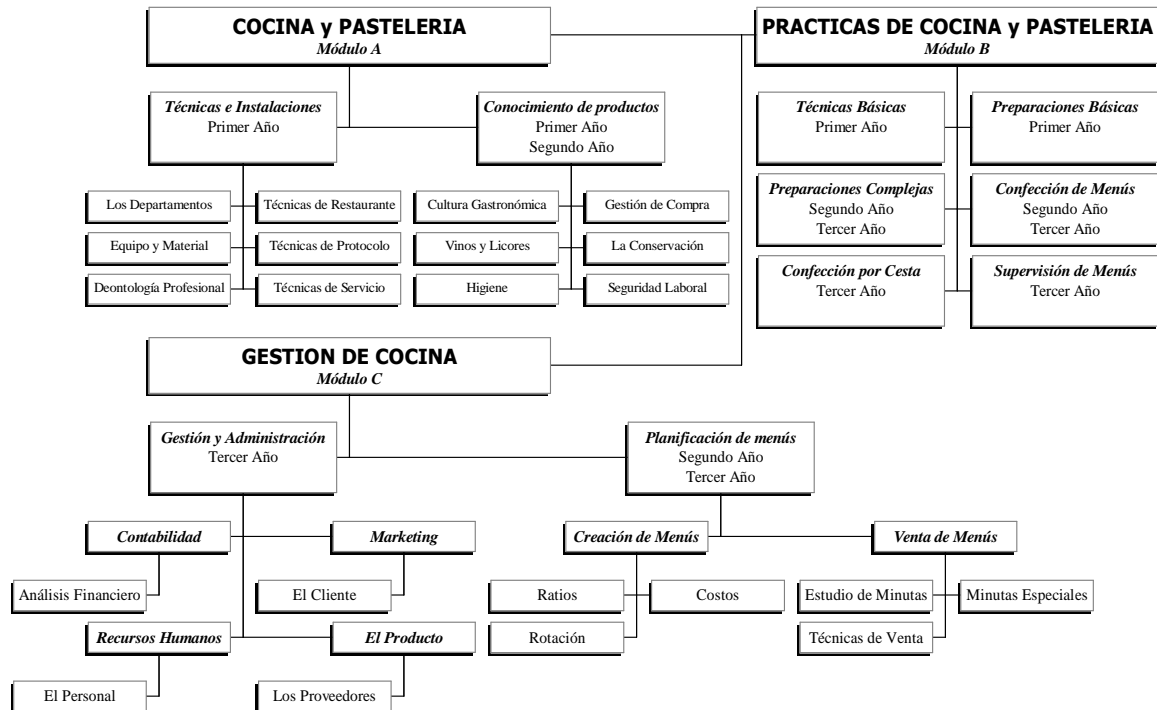 COCINA y PASTELERIA
Módulo A
PRACTICAS DE COCINA y PASTELERIA
Módulo B
Técnicas e Instalaciones
Primer Año
Conocimiento de productos
Primer Año
Segundo Año
Técnicas Básicas
Primer Año
Preparaciones Básicas
Primer Año
Los Departamentos
Técnicas de Restaurante
Cultura Gastronómica
Gestión de Compra
Equipo y Material
Técnicas de Protocolo
Vinos y Licores
La Conservación
Deontología Profesional
Técnicas de Servicio
Higiene
Seguridad Laboral
Preparaciones Complejas
Segundo Año
Tercer Año
Confección de Menús
Segundo Año
Tercer Año
Confección por Cesta
Tercer Año
Supervisión de Menús
Tercer Año
GESTION DE COCINA
Módulo C
Gestión y Administración
Tercer Año
Planificación de menús
Segundo Año
Tercer Año
Contabilidad
Marketing
Creación de Menús
Venta de Menús
Análisis Financiero
El Cliente
Ratios
Costos
Estudio de Minutas
Minutas Especiales
Recursos Humanos
El Producto
Rotación
Técnicas de Venta
El Personal
Los Proveedores